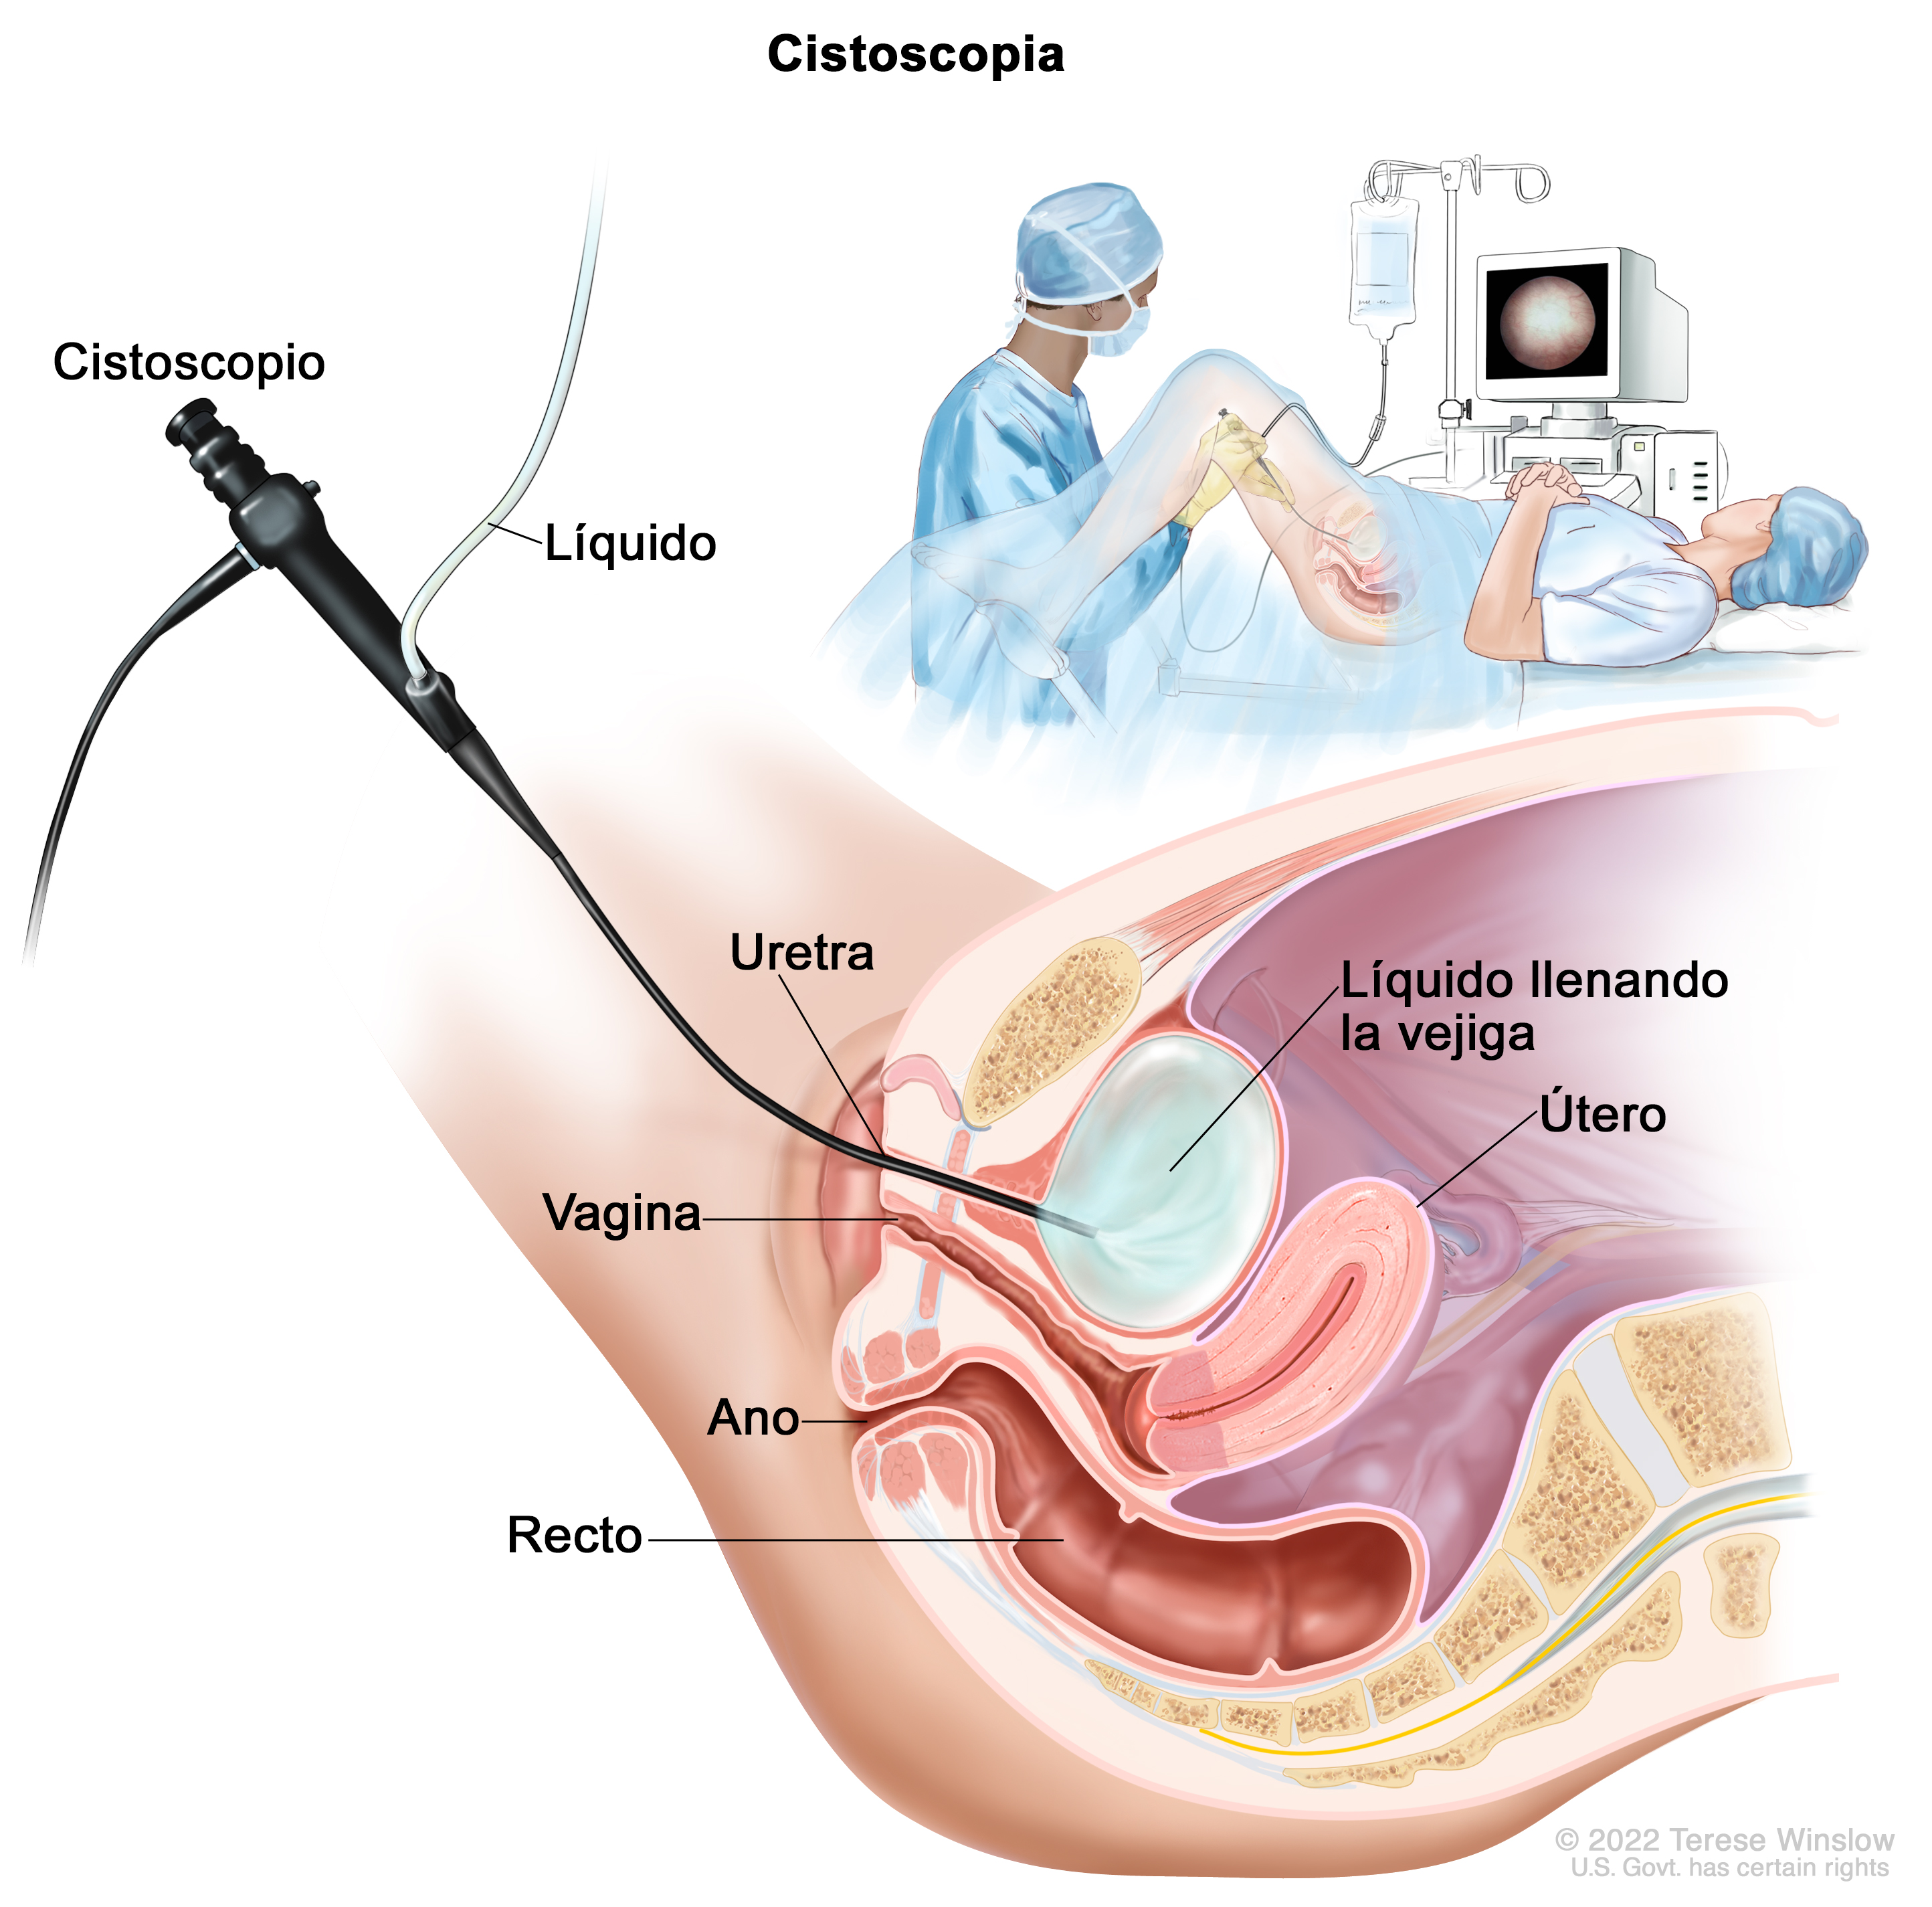 Cistoscopia
Cistoscopio
Líquido
Uretra
Líquido llenando
la vejiga
Útero
Vagina
Ano
Recto
© 2022 Terese Winslow
U.S. Govt. has certain rights